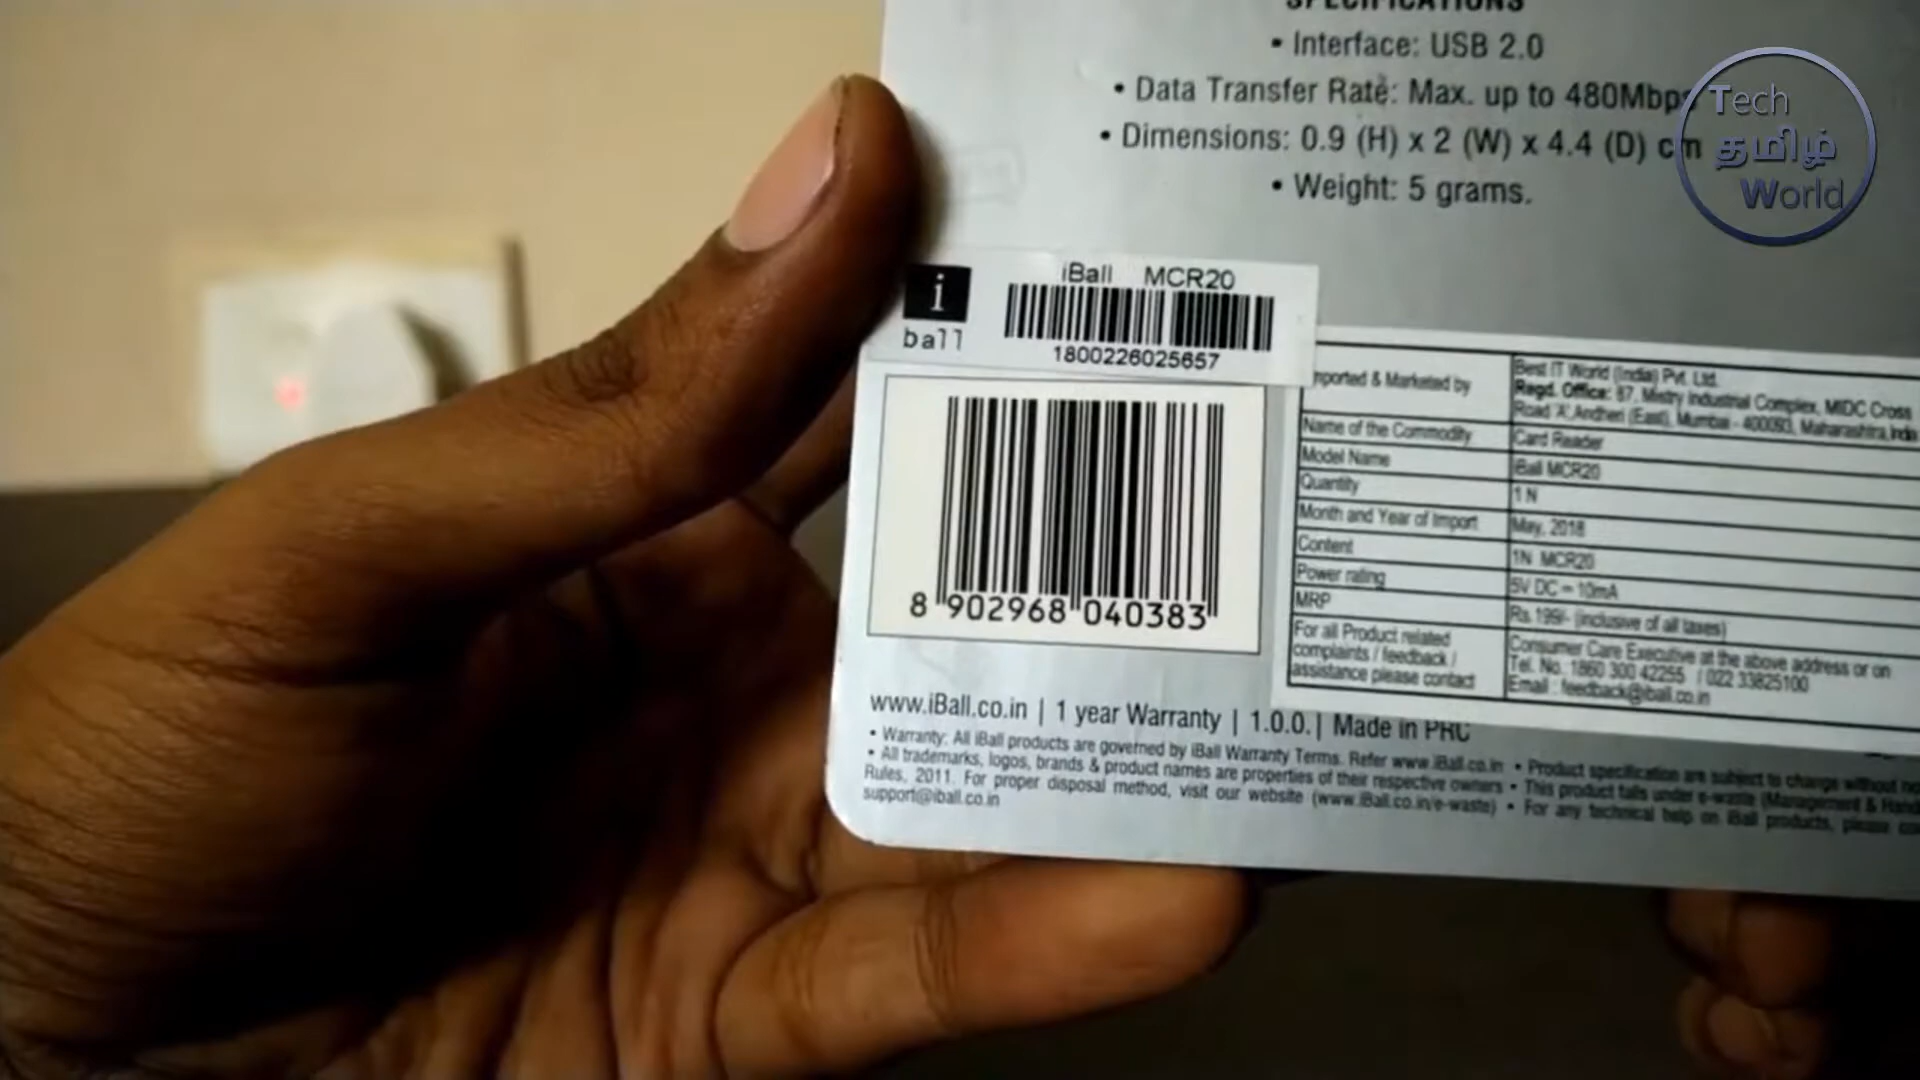 SPECIFICATIONS
• Interface: USB 2.0
• Data Transfer Rate: Max. up to 480Mbps
• Dimensions: 0.9 (H) x 2 (W) x 4.4 (D) cm
• Weight: 5 grams.
Tech
தமிழ்
World
i
ball
iBall MCR20
1800226025657
8 902968 040383
Imported & Marketed by
Best IT World (India) Pvt. Ltd.
Regd. Office: 87, Mistry Industrial Complex, MIDC Cross
Road 'A', Andheri (East), Mumbai - 400093, Maharashtra, India
Name of the Commodity Card Reader
Model Name iBall MCR20
Quantity 1 N
Month and Year of Import May, 2018
Content 1N MCR20
Power rating 5V DC = 10mA
MRP Rs. 199/- (inclusive of all taxes)
For all Product related
complaints / feedback /
assistance please contact
Consumer Care Executive at the above address or on
Tel. No. 1860 300 42255 / 022 33825100
Email : feedback@iball.co.in
www.iBall.co.in | 1 year Warranty | 1.0.0. | Made in PRC
• Warranty: All iBall products are governed by iBall Warranty Terms. Refer www.iBall.co.in • Product specification are subject to change without
• All trademarks, logos, brands & product names are properties of their respective owners • This product falls under e-waste (Management &
Rules, 2011. For proper disposal method, visit our website (www.iBall.co.in/e-waste) • For any technical help on iBall products, please
support@iball.co.in